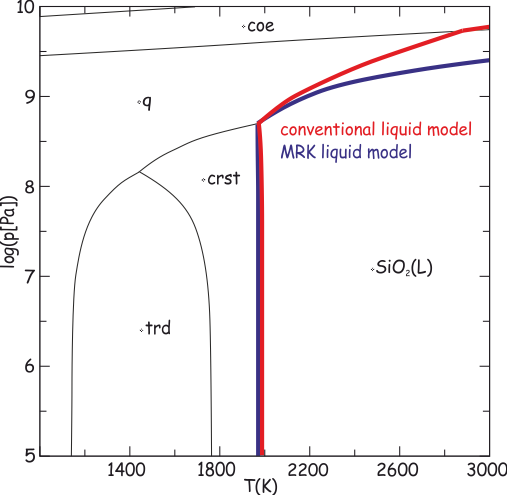 10
coe
9
q
conventional liquid model
MRK liquid model
8
crst
log(p[Pa])
SiO₂(L)
7
trd
6
5
1400 1800 2200 2600 3000
T(K)